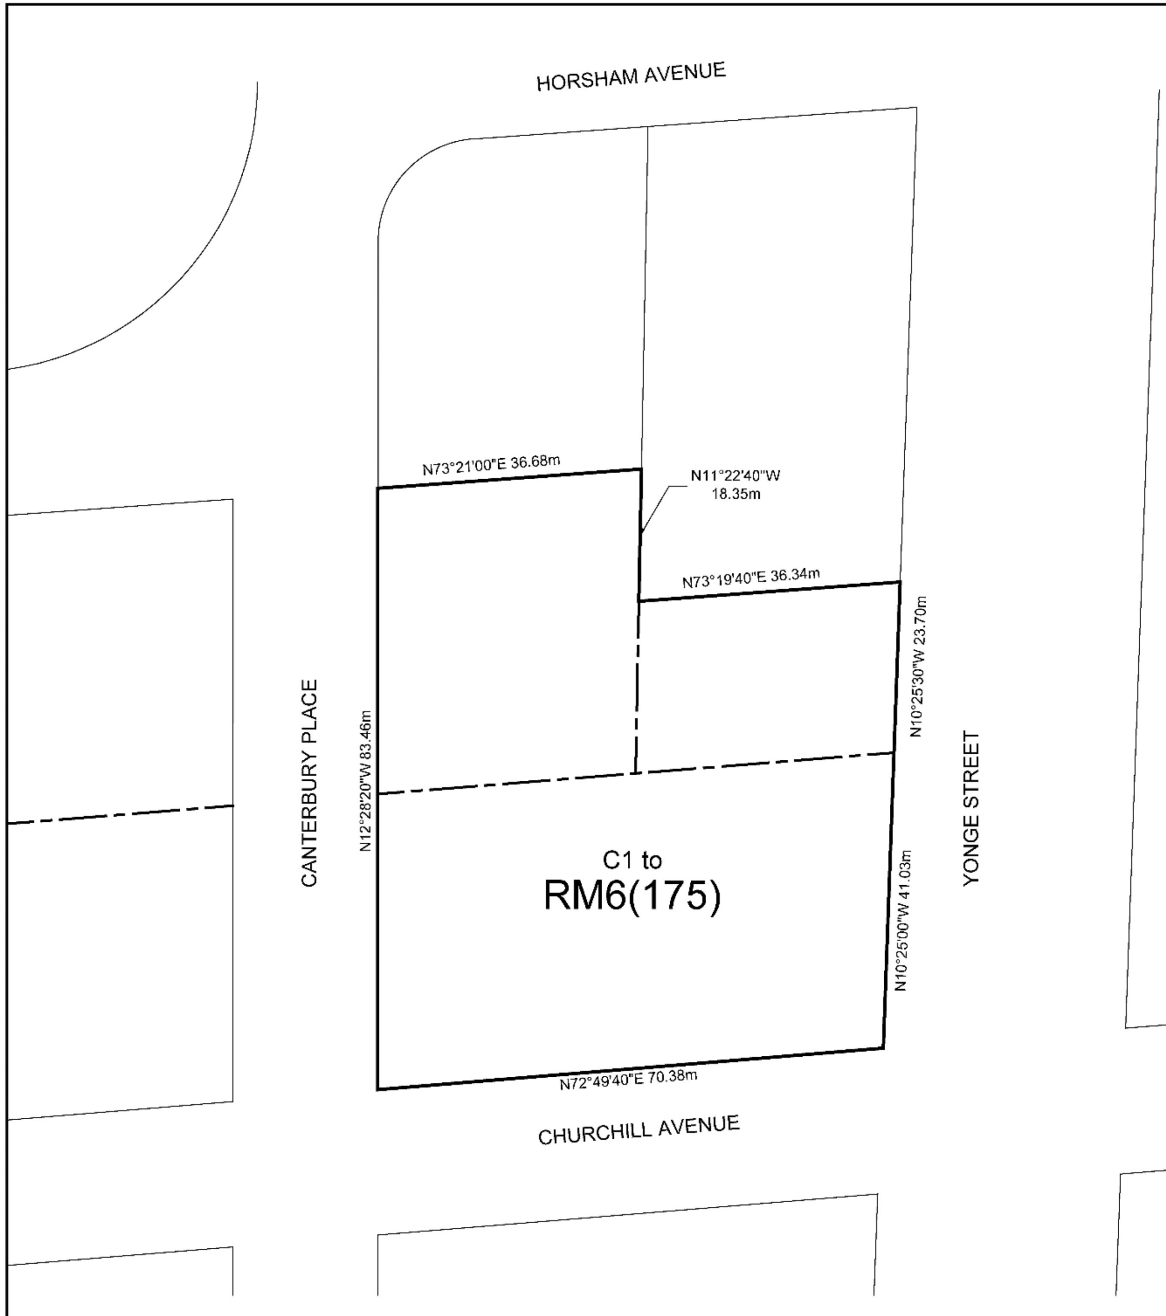 HORSHAM AVENUE
N73°21'00"E 36.68m
N11°22'40"W
18.35m
N73°19'40"E 36.34m
N10°25'30"W 23.70m
CANTERBURY PLACE
N12°28'20"W 83.46m
YONGE STREET
C1 to
RM6(175)
N10°25'00"W 41.03m
N72°49'40"E 70.38m
CHURCHILL AVENUE